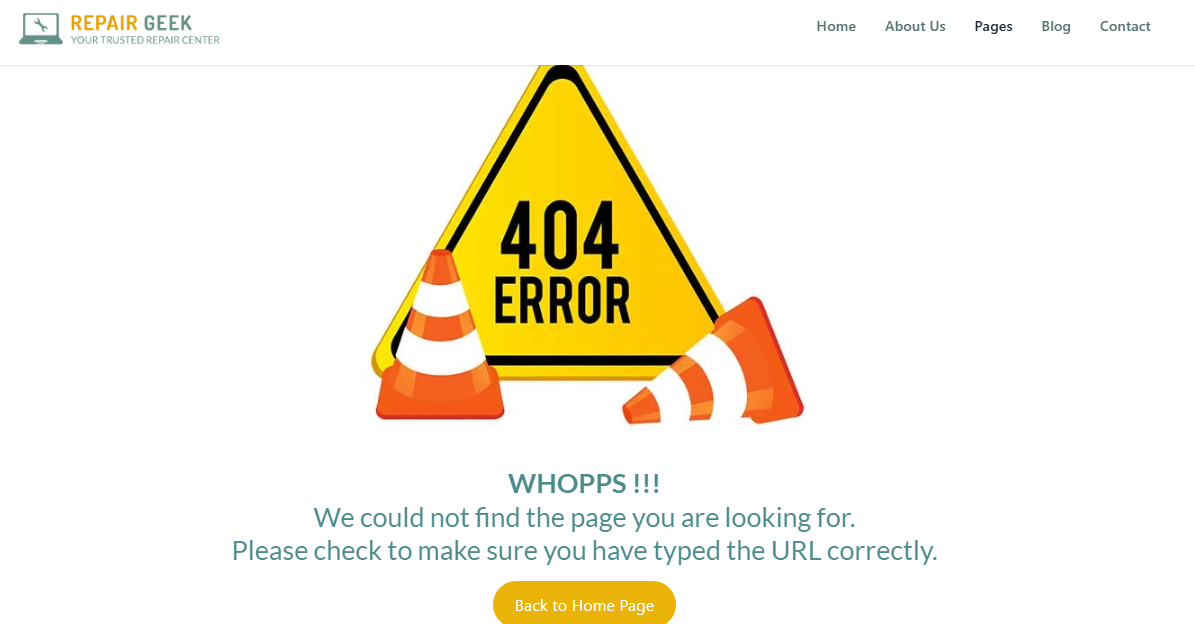 REPAIR GEEK
YOUR TRUSTED REPAIR CENTER
Home About Us Pages Blog Contact
404
ERROR
WHOPPS !!!
We could not find the page you are looking for.
Please check to make sure you have typed the URL correctly.
Back to Home Page